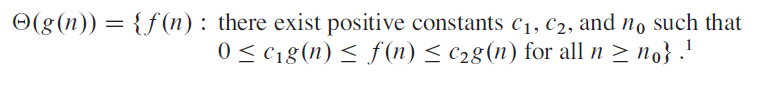 Θ(g(n)) = {f(n) : there exist positive constants c₁, c₂, and n₀ such that
0 ≤ c₁g(n) ≤ f(n) ≤ c₂g(n) for all n ≥ n₀} .¹